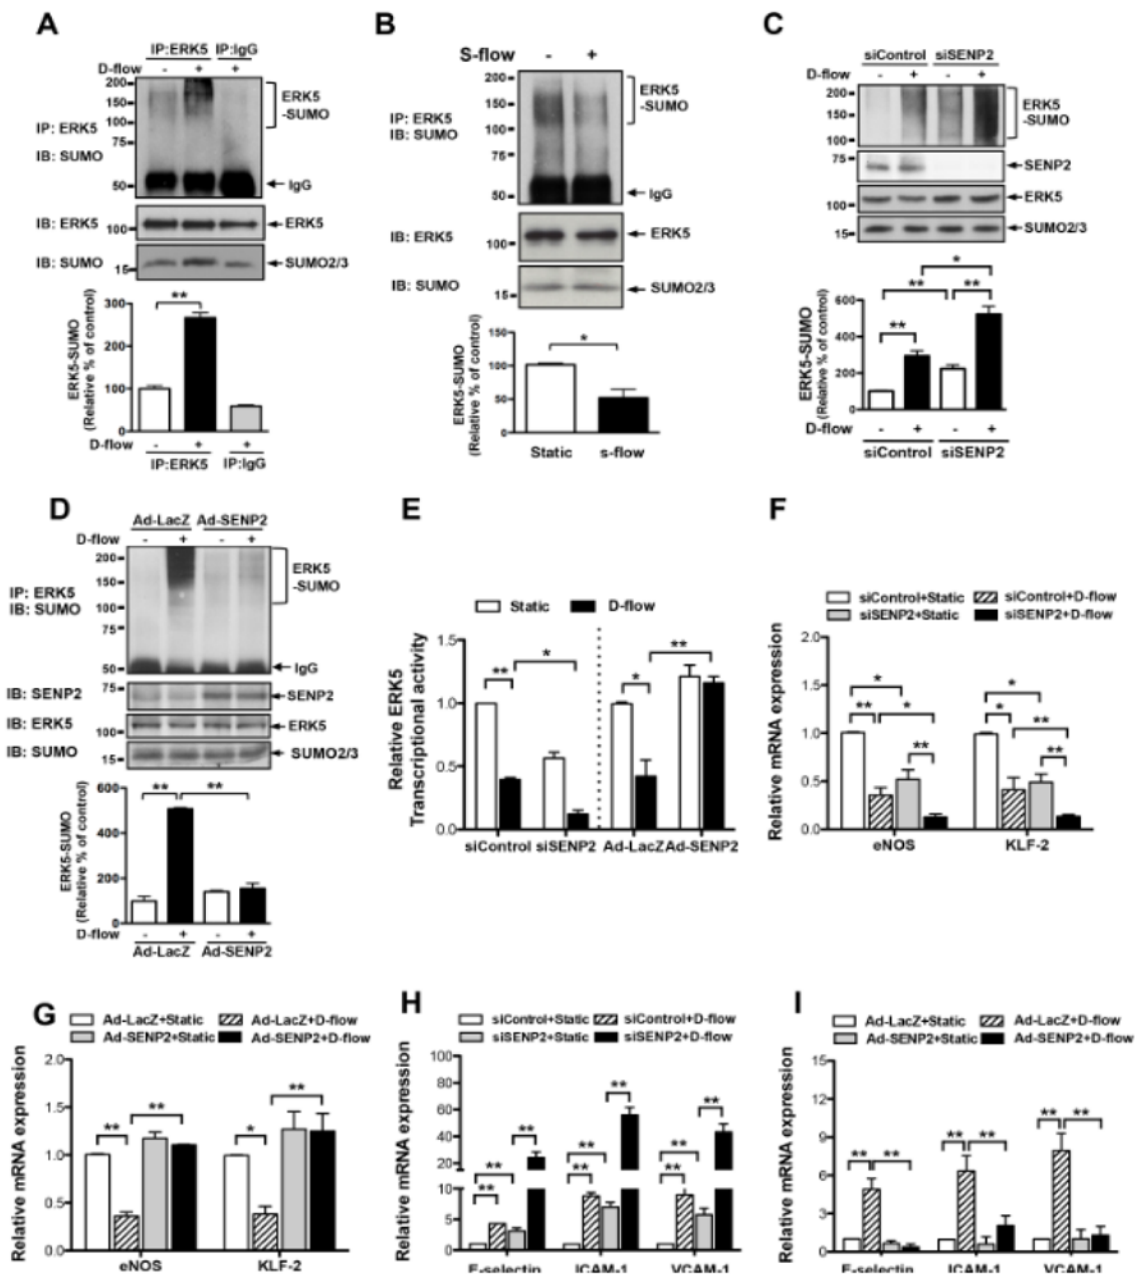 A
IP:ERK5 IP:IgG
D-flow - + +
200
150
100
75
50
ERK5
-SUMO
IP: ERK5
IB: SUMO
IgG
IB: ERK5 100 ERK5
IB: SUMO 15 SUMO2/3
ERK5-SUMO
(Relative % of control)
300
200
100
0
**
D-flow - + +
IP:ERK5 IP:IgG
B
S-flow - +
200
150
100
75
50
ERK5
-SUMO
IP: ERK5
IB: SUMO
IgG
IB: ERK5 100 ERK5
IB: SUMO 15 SUMO2/3
ERK5-SUMO
(Relative % of control)
150
100
50
0
*
Static s-flow
C
siControl siSENP2
D-flow - + - +
200
150
100
ERK5
-SUMO
75 SENP2
100 ERK5
15 SUMO2/3
ERK5-SUMO
(Relative % of control)
600
400
200
0
*
** **
**
D-flow - + - +
siControl siSENP2
D
Ad-LacZ Ad-SENP2
D-flow - + - +
200
150
100
75
50
ERK5
-SUMO
IP: ERK5
IB: SUMO
IgG
IB: SENP2 75 SENP2
IB: ERK5 100 ERK5
IB: SUMO 15 SUMO2/3
ERK5-SUMO
(Relative % of control)
600
400
200
0
** **
D-flow - + - +
Ad-LacZ Ad-SENP2
E
Static D-flow
Relative ERK5
Transcriptional activity
1.5
1.0
0.5
0.0
** * * **
siControl siSENP2 Ad-LacZ Ad-SENP2
F
siControl+Static siControl+D-flow
siSENP2+Static siSENP2+D-flow
Relative mRNA expression
2.0
1.5
1.0
0.5
0.0
* *
** * * **
** **
eNOS KLF-2
G
Ad-LacZ+Static Ad-LacZ+D-flow
Ad-SENP2+Static Ad-SENP2+D-flow
Relative mRNA expression
2.0
1.5
1.0
0.5
0.0
** ** * **
eNOS KLF-2
H
siControl+Static siControl+D-flow
siSENP2+Static siSENP2+D-flow
Relative mRNA expression
100
80
60
40
20
10
5
0
** ** **
** ** **
** ** **
E-selectin ICAM-1 VCAM-1
I
Ad-LacZ+Static Ad-LacZ+D-flow
Ad-SENP2+Static Ad-SENP2+D-flow
Relative mRNA expression
15
12
9
6
3
0
** ** ** ** ** **
E-selectin ICAM-1 VCAM-1